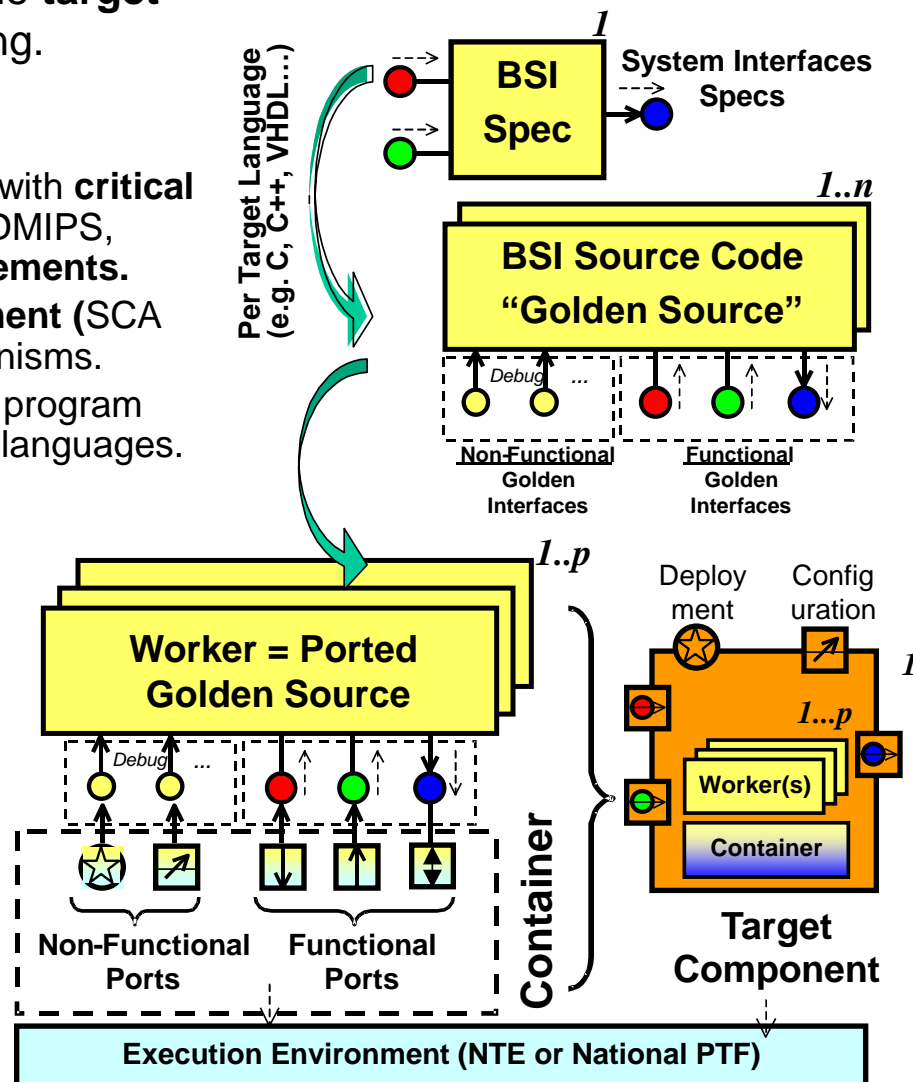 target
ng.
with critical
DMIPS,
ements.
nent (SCA
nisms.
program
languages.
Per Target Language
(e.g. C, C++, VHDL...)
1
BSI
Spec
System Interfaces
Specs
1..n
BSI Source Code
“Golden Source”
Debug ...
Non-Functional
Golden
Interfaces
Functional
Golden
Interfaces
1..p
Worker = Ported
Golden Source
Debug ...
Non-Functional
Ports
Functional
Ports
Container
Deploy
ment
Config
uration
1
1...p
Worker(s)
Container
Target
Component
Execution Environment (NTE or National PTF)